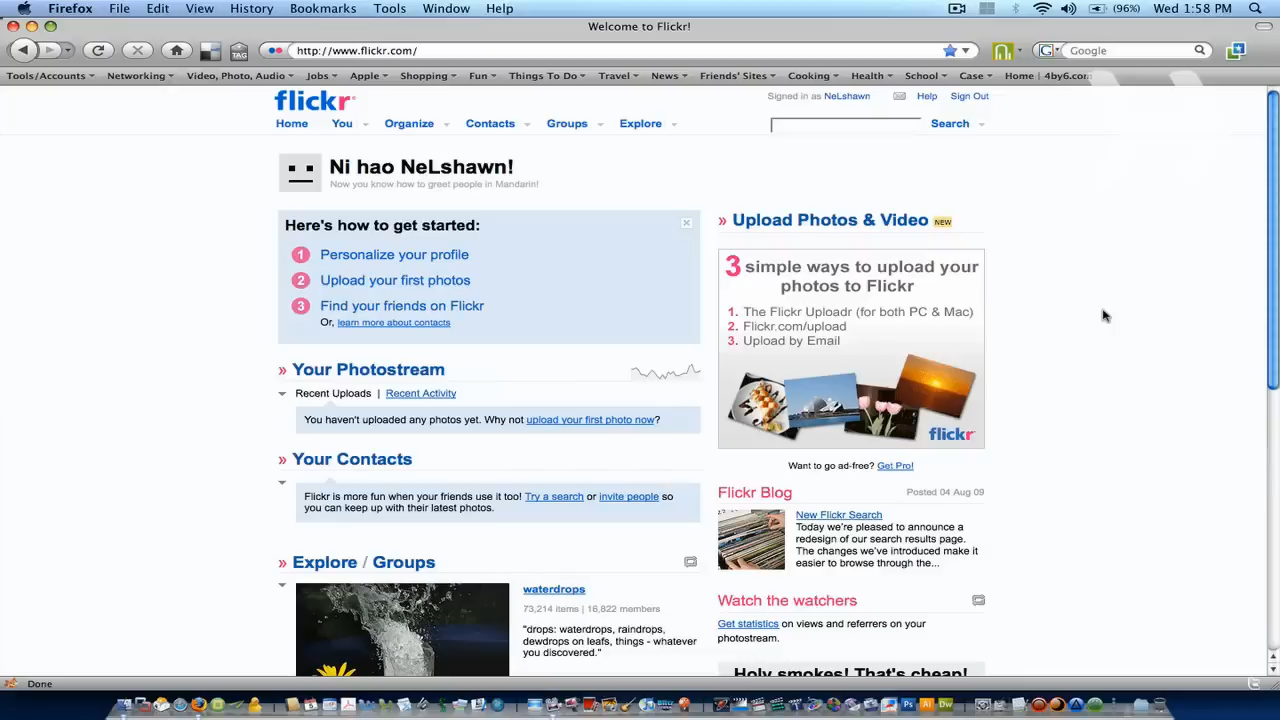 Firefox File Edit View History Bookmarks Tools Window Help (96%) Wed 1:58 PM
Welcome to Flickr!
http://www.flickr.com/ Google
TAG
Tools/Accounts Networking Video, Photo, Audio Jobs Apple Shopping Fun Things To Do Travel News Friends' Sites Cooking Health School Case Home | 4by6.com
flickr
Signed in as NeLshawn Help Sign Out
Home You Organize Contacts Groups Explore Search
Ni hao NeLshawn!
Now you know how to greet people in Mandarin!
Here's how to get started:
1 Personalize your profile
2 Upload your first photos
3 Find your friends on Flickr
Or, learn more about contacts
» Your Photostream
Recent Uploads | Recent Activity
You haven't uploaded any photos yet. Why not upload your first photo now?
» Your Contacts
Flickr is more fun when your friends use it too! Try a search or invite people so
you can keep up with their latest photos.
» Explore / Groups
waterdrops
73,214 items | 16,822 members
"drops: waterdrops, raindrops,
dewdrops on leafs, things - whatever
you discovered."
» Upload Photos & Video NEW
3 simple ways to upload your
photos to Flickr
1. The Flickr Uploadr (for both PC & Mac)
2. Flickr.com/upload
3. Upload by Email
flickr
Want to go ad-free? Get Pro!
Flickr Blog Posted 04 Aug 09
New Flickr Search
Today we're pleased to announce a
redesign of our search results page.
The changes we've introduced make it
easier to browse through the...
Watch the watchers
Get statistics on views and referrers on your
photostream.
Holy smokes! That's cheap!
Done
Ps Ai Dw